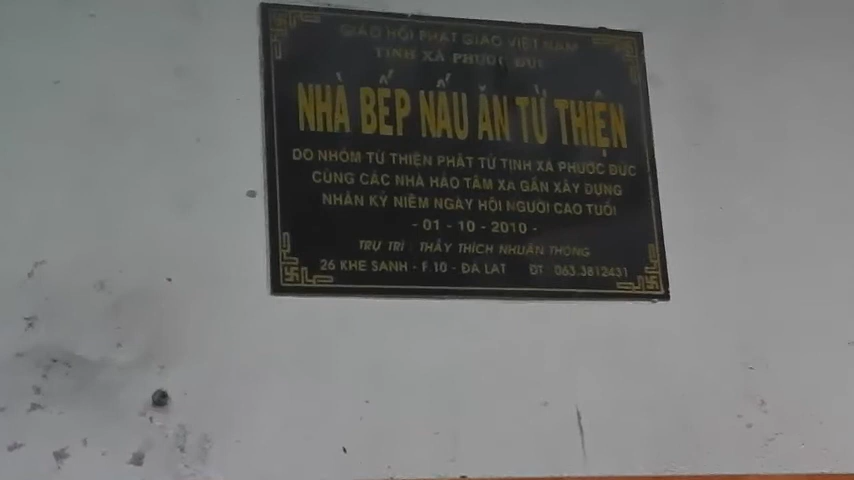 GIÁO HỘI PHẬT GIÁO VIỆT NAM
TỊNH XÁ PHƯỚC ĐỨC
NHÀ BẾP NẤU ĂN TỪ THIỆN
DO NHÓM TỪ THIỆN PHẬT TỬ TỊNH XÁ PHƯỚC ĐỨC
CÙNG CÁC NHÀ HẢO TÂM XA GẦN XÂY DỰNG
NHÂN KỶ NIỆM NGÀY HỘI NGƯỜI CAO TUỔI
- 01 - 10 - 2010 -
TRỤ TRÌ : THẦY THÍCH NHUẬN THÔNG
26 KHE SANH - F.10 - ĐÀ LẠT ĐT : 063.3812431